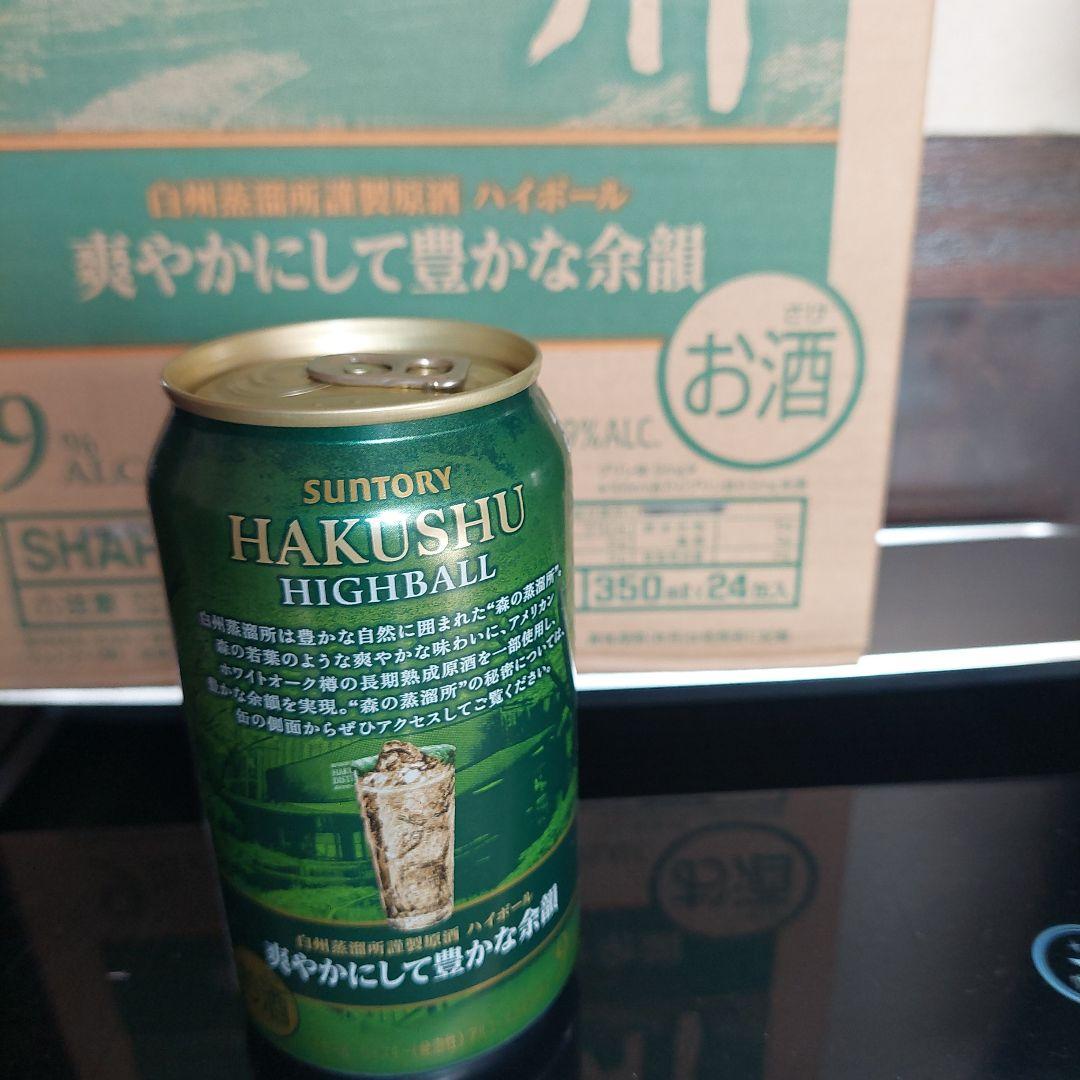 州
白州蒸溜所謹製原酒 ハイボール
爽やかにして豊かな余韻
お酒
9%
ALC.
9%ALC.
350ml×24缶入
SUNTORY
HAKUSHU
HIGHBALL
白州蒸溜所は豊かな自然に囲まれた“森の蒸溜所”。
森の若葉のような爽やかな味わいに、アメリカン
ホワイトオーク樽の長期熟成原酒を一部使用し、
豊かな余韻を実現。“森の蒸溜所”の秘密については、
缶の側面からぜひアクセスしてご覧ください。
白州蒸溜所謹製原酒 ハイボール
爽やかにして豊かな余韻